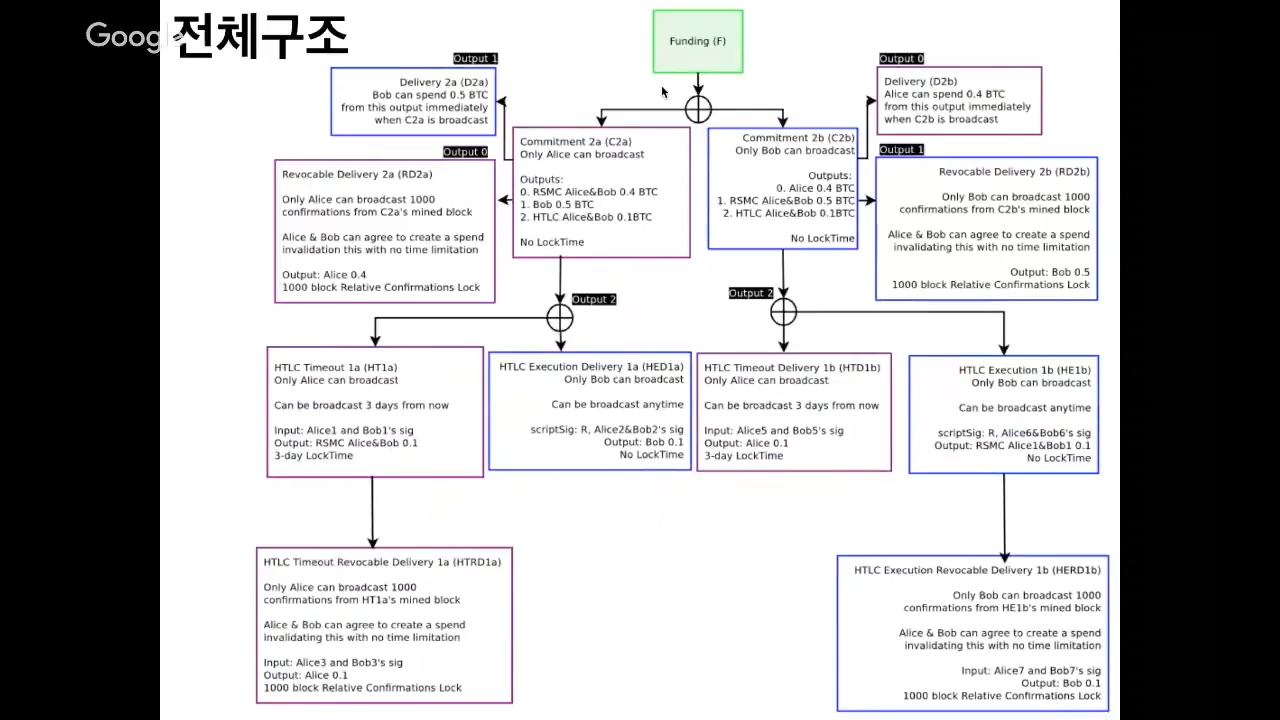 Google
전체구조
Funding (F)
Output 1
Delivery 2a (D2a)
Bob can spend 0.5 BTC
from this output immediately
when C2a is broadcast
Output 0
Delivery (D2b)
Alice can spend 0.4 BTC
from this output immediately
when C2b is broadcast
Commitment 2a (C2a)
Only Alice can broadcast
Outputs:
0. RSMC Alice&Bob 0.4 BTC
1. Bob 0.5 BTC
2. HTLC Alice&Bob 0.1BTC
No LockTime
Commitment 2b (C2b)
Only Bob can broadcast
Outputs:
0. Alice 0.4 BTC
1. RSMC Alice&Bob 0.5 BTC
2. HTLC Alice&Bob 0.1BTC
No LockTime
Output 0
Revocable Delivery 2a (RD2a)
Only Alice can broadcast 1000
confirmations from C2a's mined block
Alice & Bob can agree to create a spend
invalidation this with no time limitation
Output: Alice 0.4
1000 block Relative Confirmations Lock
Output 1
Revocable Delivery 2b (RD2b)
Only Bob can broadcast 1000
confirmations from C2b's mined block
Alice & Bob can agree to create a spend
invalidating this with no time limitation
Output: Bob 0.5
1000 block Relative Confirmations Lock
Output 2
Output 2
HTLC Timeout 1a (HT1a)
Only Alice can broadcast
Can be broadcast 3 days from now
Input: Alice1 and Bob1's sig
Output: RSMC Alice&Bob 0.1
3-day LockTime
HTLC Execution Delivery 1a (HED1a)
Only Bob can broadcast
Can be broadcast anytime
scriptSig: R, Alice2&Bob2's sig
Output: Bob 0.1
No LockTime
HTLC Timeout Delivery 1b (HTD1b)
Only Alice can broadcast
Can be broadcast 3 days from now
Input: Alice5 and Bob5's sig
Output: Alice 0.1
3-day LockTime
HTLC Execution 1b (HE1b)
Only Bob can broadcast
Can be broadcast anytime
scriptSig: R, Alice6&Bob6's sig
Output: RSMC Alice1&Bob1 0.1
No LockTime
HTLC Timeout Revocable Delivery 1a (HTRD1a)
Only Alice can broadcast 1000
confirmations from HT1a's mined block
Alice & Bob can agree to create a spend
invalidating this with no time limitation
Input: Alice3 and Bob3's sig
Output: Alice 0.1
1000 block Relative Confirmations Lock
HTLC Execution Revocable Delivery 1b (HERD1b)
Only Bob can broadcast 1000
confirmations from HE1b's mined block
Alice & Bob can agree to create a spend
invalidating this with no time limitation
Input: Alice7 and Bob7's sig
Output: Bob 0.1
1000 block Relative Confirmations Lock